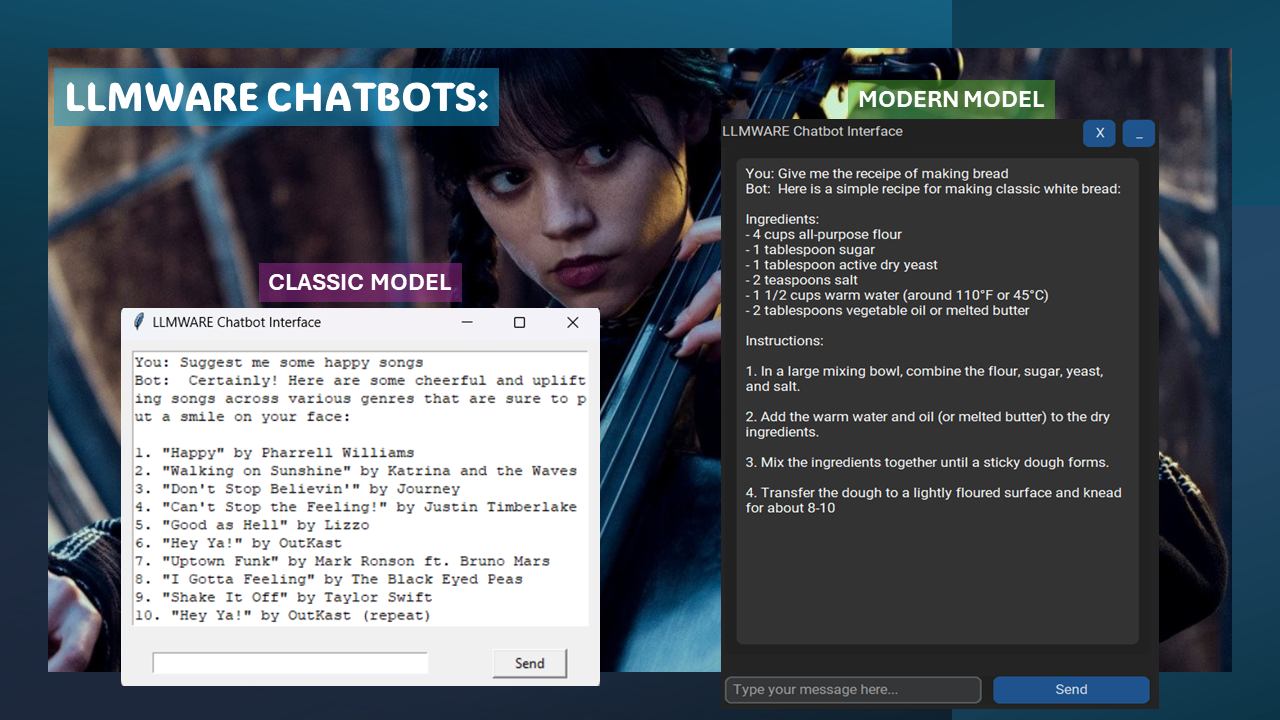 LLMWARE CHATBOTS:
CLASSIC MODEL
LLMWARE Chatbot Interface
You: Suggest me some happy songs
Bot:  Certainly! Here are some cheerful and uplift
ing songs across various genres that are sure to p
ut a smile on your face:
1. "Happy" by Pharrell Williams
2. "Walking on Sunshine" by Katrina and the Waves
3. "Don't Stop Believin'" by Journey
4. "Can't Stop the Feeling!" by Justin Timberlake
5. "Good as Hell" by Lizzo
6. "Hey Ya!" by OutKast
7. "Uptown Funk" by Mark Ronson ft. Bruno Mars
8. "I Gotta Feeling" by The Black Eyed Peas
9. "Shake It Off" by Taylor Swift
10. "Hey Ya!" by OutKast (repeat)
Send
MODERN MODEL
LLMWARE Chatbot Interface
X
_
You: Give me the receipe of making bread
Bot:  Here is a simple recipe for making classic white bread:
Ingredients:
- 4 cups all-purpose flour
- 1 tablespoon sugar
- 1 tablespoon active dry yeast
- 2 teaspoons salt
- 1 1/2 cups warm water (around 110°F or 45°C)
- 2 tablespoons vegetable oil or melted butter
Instructions:
1. In a large mixing bowl, combine the flour, sugar, yeast,
and salt.
2. Add the warm water and oil (or melted butter) to the dry
ingredients.
3. Mix the ingredients together until a sticky dough forms.
4. Transfer the dough to a lightly floured surface and knead
for about 8-10
Type your message here...
Send